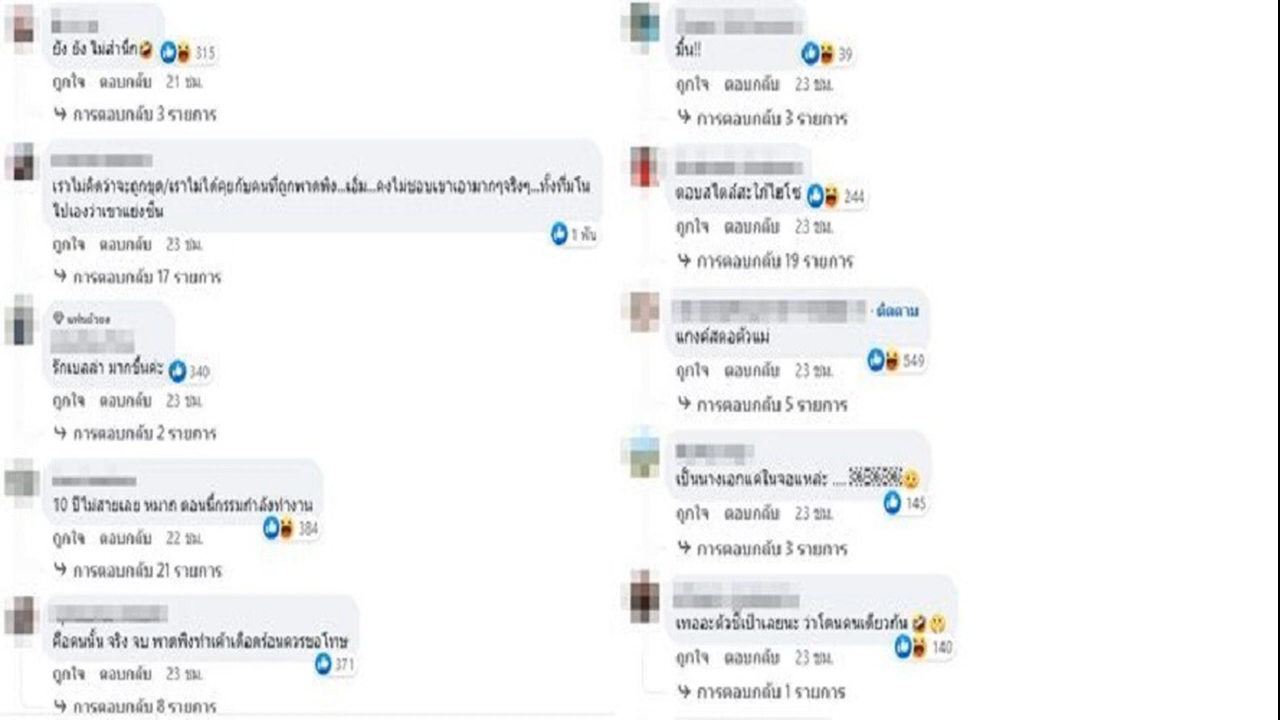 ยัง ยัง ไม่สำนึก 315
ถูกใจ ตอบกลับ 21 ชม.
การตอบกลับ 3 รายการ
เราไม่คิดว่าจะถูกขุด/เราไม่ได้คุยกับคนที่ถูกพาดพิง...เอิ่ม...คงไม่ชอบเขาเอามากๆจริงๆ...ทั้งที่มโน
ไปเองว่าเขาแย่งซีน
1 พัน
ถูกใจ ตอบกลับ 23 ชม.
การตอบกลับ 17 รายการ
แฟนตัวยง
รักเบลล่า มากขึ้นค่ะ 340
ถูกใจ ตอบกลับ 23 ชม.
การตอบกลับ 2 รายการ
10 ปีไม่สายเลย หมาก ตอนนี้กรรมกำลังทำงาน
384
ถูกใจ ตอบกลับ 22 ชม.
การตอบกลับ 21 รายการ
คือคนนั้น จริง จบ พาดพิงทำเค้าเดือดร้อนควรขอโทษ
371
ถูกใจ ตอบกลับ 23 ชม.
การตอบกลับ 8 รายการ
มึ้น!! 39
ถูกใจ ตอบกลับ 23 ชม.
การตอบกลับ 3 รายการ
ตอบสไตล์สะใภ้ไฮโซ 244
ถูกใจ ตอบกลับ 23 ชม.
การตอบกลับ 19 รายการ
· ติดตาม
แกงค์สตอตัวแม่
549
ถูกใจ ตอบกลับ 23 ชม.
การตอบกลับ 5 รายการ
เป็นนางเอกแค่ในจอแหล่ะ ....
145
ถูกใจ ตอบกลับ 23 ชม.
การตอบกลับ 3 รายการ
เทออะตัวชี้เป้าเลยนะ ว่าโดนคนเดียวกัน
140
ถูกใจ ตอบกลับ 23 ชม.
การตอบกลับ 1 รายการ